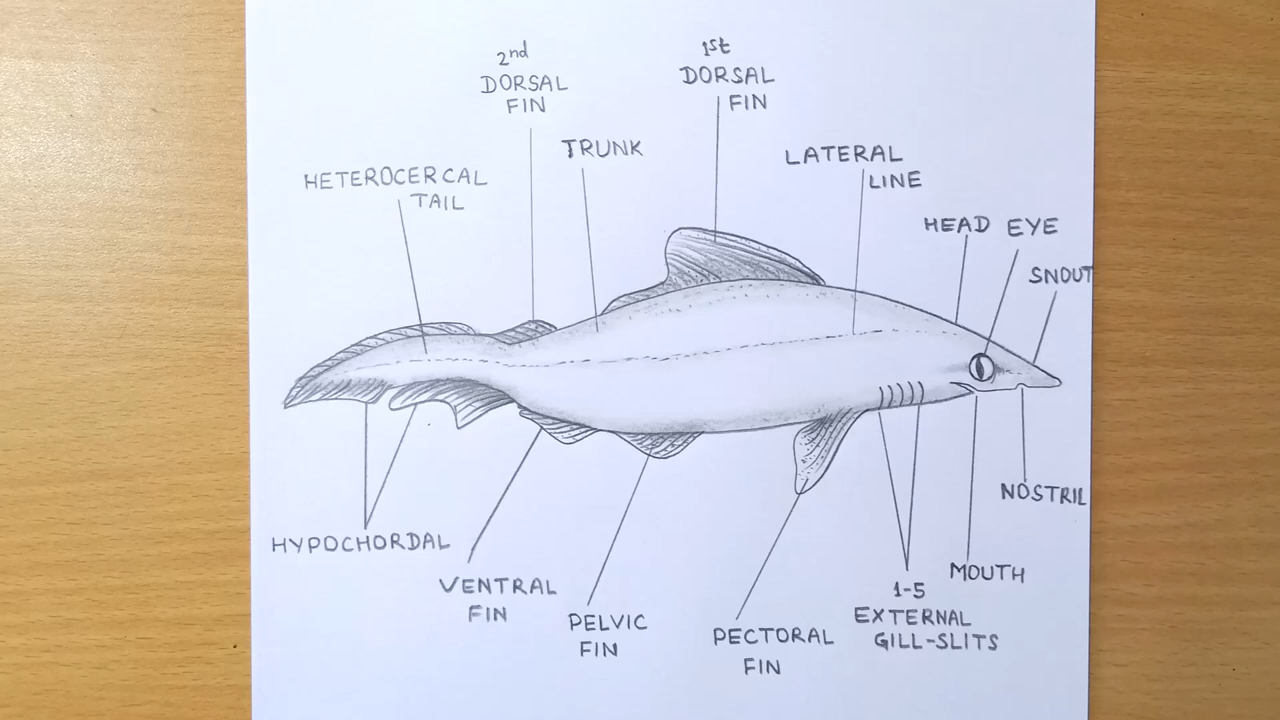 2nd
DORSAL
FIN
1st
DORSAL
FIN
TRUNK
LATERAL
LINE
HETEROCERCAL
TAIL
HEAD
EYE
SNOUT
HYPOCHORDAL
VENTRAL
FIN
PELVIC
FIN
PECTORAL
FIN
1-5
EXTERNAL
GILL-SLITS
MOUTH
NOSTRIL